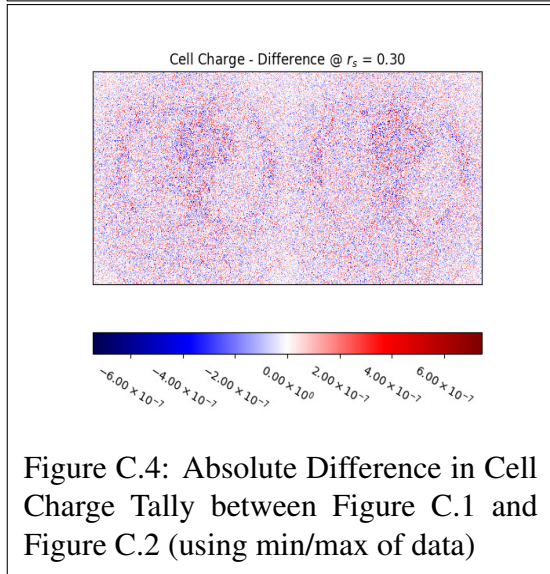 Cell Charge - Difference @ r_s = 0.30
−6.00 × 10⁻⁷
−4.00 × 10⁻⁷
−2.00 × 10⁻⁷
0.00 × 10⁰
2.00 × 10⁻⁷
4.00 × 10⁻⁷
6.00 × 10⁻⁷
Figure C.4: Absolute Difference in Cell
Charge Tally between Figure C.1 and
Figure C.2 (using min/max of data)